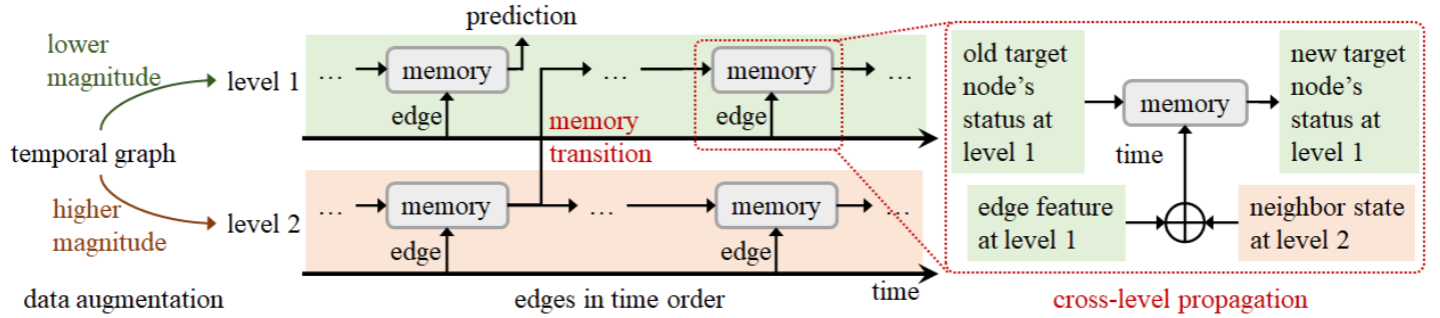 lower
magnitude
temporal graph
higher
magnitude
data augmentation
prediction
level 1
...
memory
...
memory
...
edge
memory
transition
edge
level 2
...
memory
...
memory
...
edge
edge
time
edges in time order
old target
node's
status at
level 1
memory
new target
node's
status at
level 1
time
edge feature
at level 1
neighbor state
at level 2
cross-level propagation